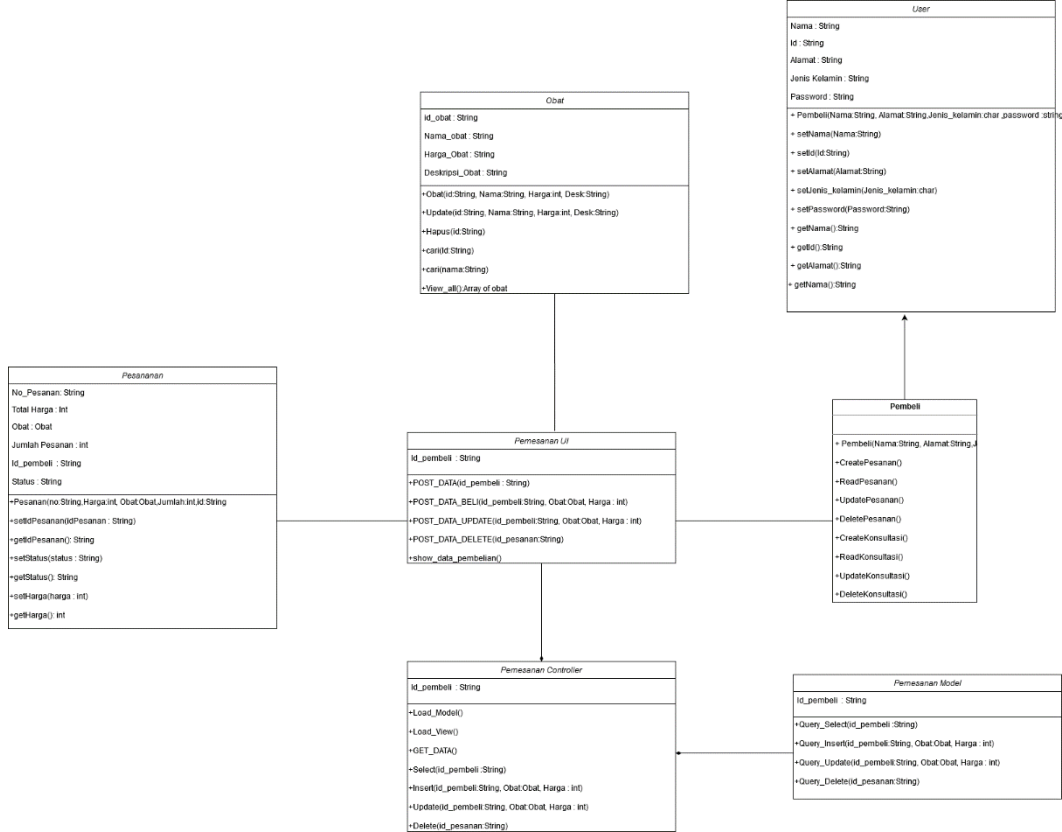 User
Nama : String
Id : String
Alamat : String
Jenis Kelamin : String
Password : String
+ Pembeli(Nama:String, Alamat:String,Jenis_kelamin:char ,password :string
+ setNama(Nama:String)
+ setId(Id:String)
+ setAlamat(Alamat:String)
+ setJenis_kelamin(Jenis_kelamin:char)
+ setPassword(Password:String)
+ getNama():String
+ getId():String
+ getAlamat():String
+ getNama():String
Obat
id_obat : String
Nama_obat : String
Harga_Obat : String
Deskripsi_Obat : String
+Obat(id:String, Nama:String, Harga:int, Desk:String)
+Update(id:String, Nama:String, Harga:int, Desk:String)
+Hapus(id:String)
+cari(Id:String)
+cari(nama:String)
+View_all():Array of obat
Pesananan
No_Pesanan: String
Total Harga : Int
Obat : Obat
Jumlah Pesanan : int
Id_pembeli : String
Status : String
+Pesanan(no:String,Harga:int, Obat:Obat,Jumlah:int,id:String
+setIdPesanan(idPesanan : String)
+getIdPesanan(): String
+setStatus(status : String)
+getStatus(): String
+setHarga(harga : int)
+getHarga(): int
Pemesanan UI
Id_pembeli : String
+POST_DATA(id_pembeli : String)
+POST_DATA_BELI(id_pembeli:String, Obat:Obat, Harga : int)
+POST_DATA_UPDATE(id_pembeli:String, Obat:Obat, Harga : int)
+POST_DATA_DELETE(id_pesanan:String)
+show_data_pembelian()
Pembeli
+ Pembeli(Nama:String, Alamat:String,J
+CreatePesanan()
+ReadPesanan()
+UpdatePesanan()
+DeletePesanan()
+CreateKonsultasi()
+ReadKonsultasi()
+UpdateKonsultasi()
+DeleteKonsultasi()
Pemesanan Controller
Id_pembeli : String
+Load_Model()
+Load_View()
+GET_DATA()
+Select(id_pembeli :String)
+Insert(id_pembeli:String, Obat:Obat, Harga : int)
+Update(id_pembeli:String, Obat:Obat, Harga : int)
+Delete(id_pesanan:String)
Pemesanan Model
Id_pembeli : String
+Query_Select(id_pembeli :String)
+Query_Insert(id_pembeli:String, Obat:Obat, Harga : int)
+Query_Update(id_pembeli:String, Obat:Obat, Harga : int)
+Query_Delete(id_pesanan:String)